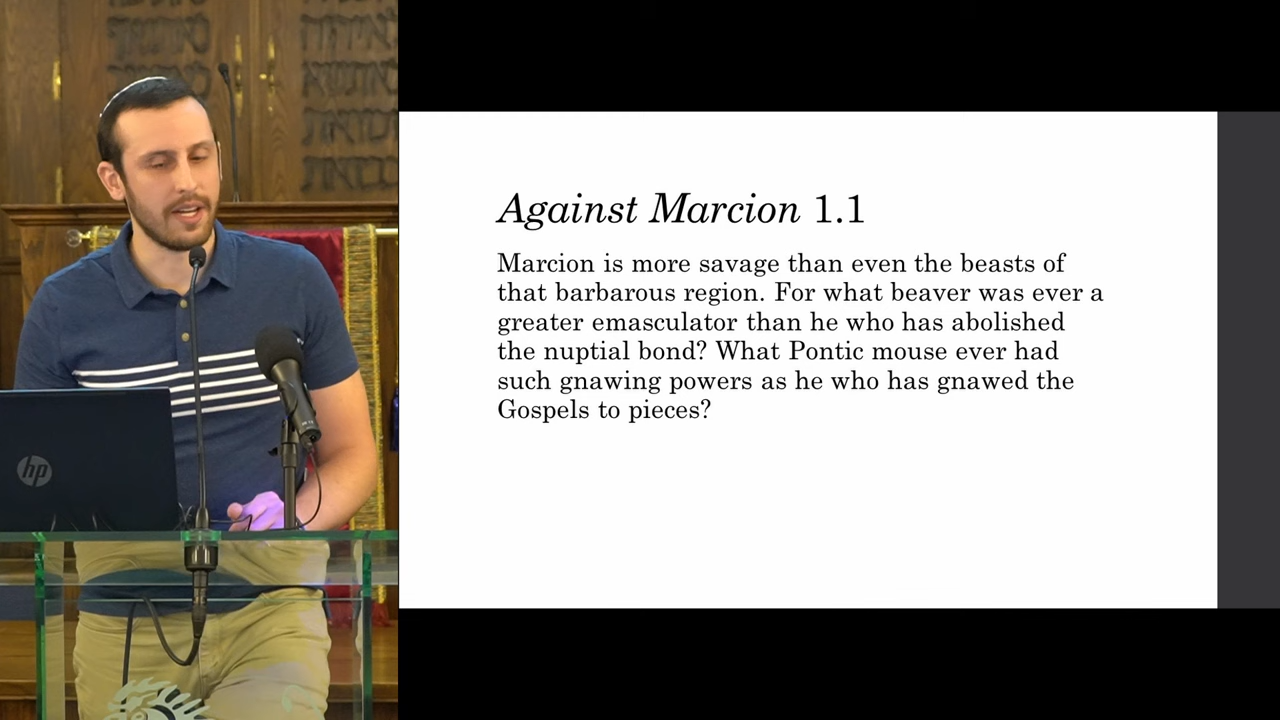 Against Marcion 1.1
Marcion is more savage than even the beasts of
that barbarous region. For what beaver was ever a
greater emasculator than he who has abolished
the nuptial bond? What Pontic mouse ever had
such gnawing powers as he who has gnawed the
Gospels to pieces?
hp